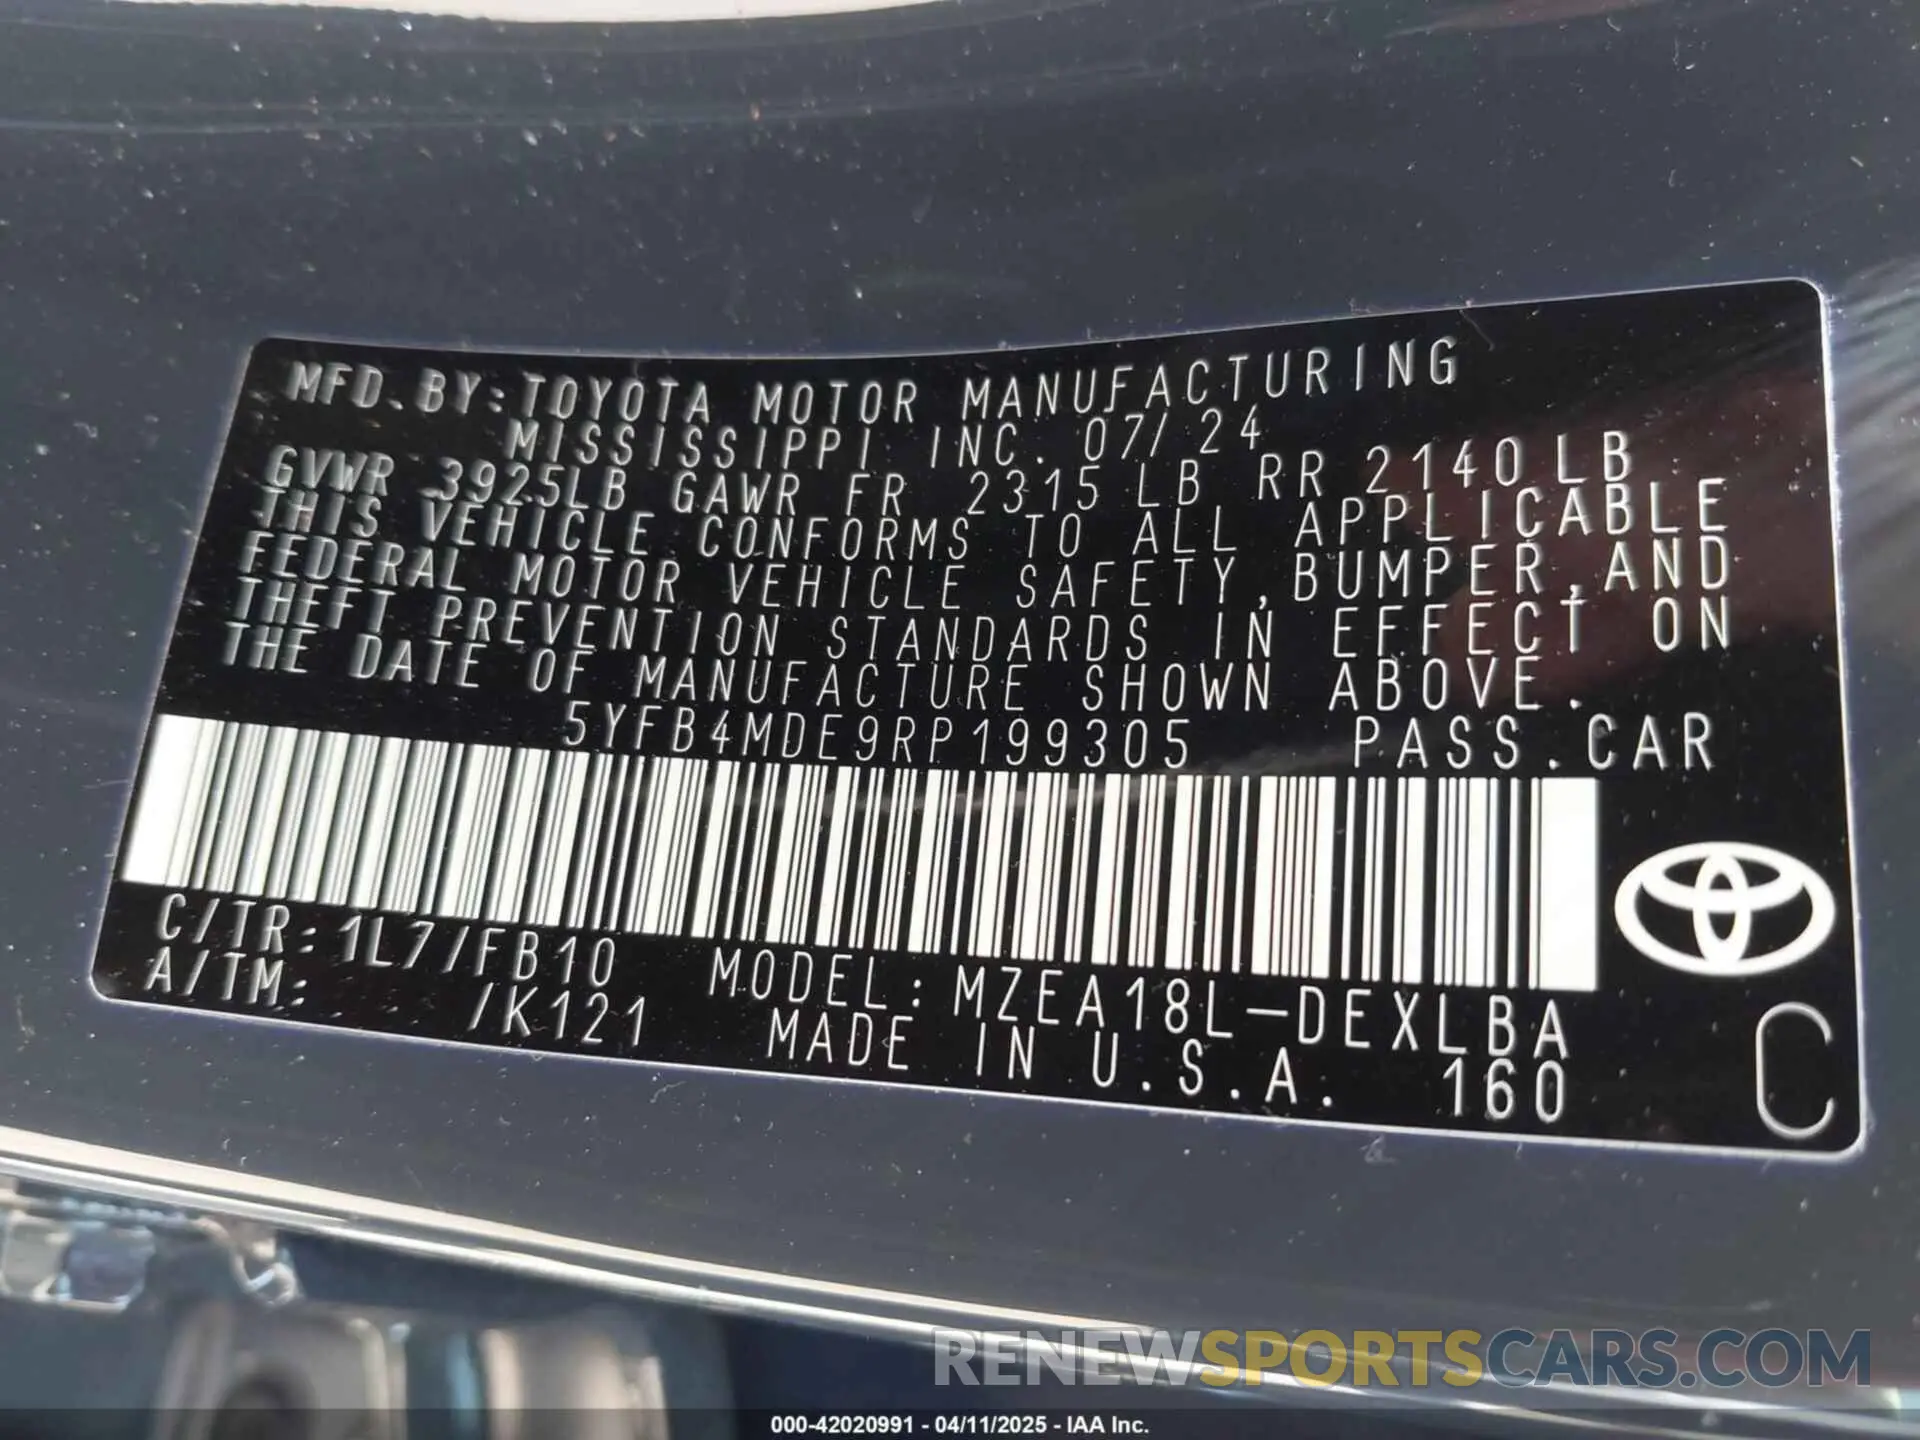 MFD. BY: TOYOTA MOTOR MANUFACTURING
MISSISSIPPI INC. 07/24
GVWR 3925LB GAWR FR 2315 LB RR 2140 LB
THIS VEHICLE CONFORMS TO ALL APPLICABLE
FEDERAL MOTOR VEHICLE SAFETY, BUMPER, AND
THEFT PREVENTION STANDARDS IN EFFECT ON
THE DATE OF MANUFACTURE SHOWN ABOVE.
5YFB4MDE9RP199305 PASS. CAR
C/TR: 1L7/FB10 MODEL: MZEA18L-DEXLBA
A/TM: /K121 MADE IN U.S.A. 160
C
RENEWSPORTSCARS.COM
000-42020991 - 04/11/2025 - IAA Inc.